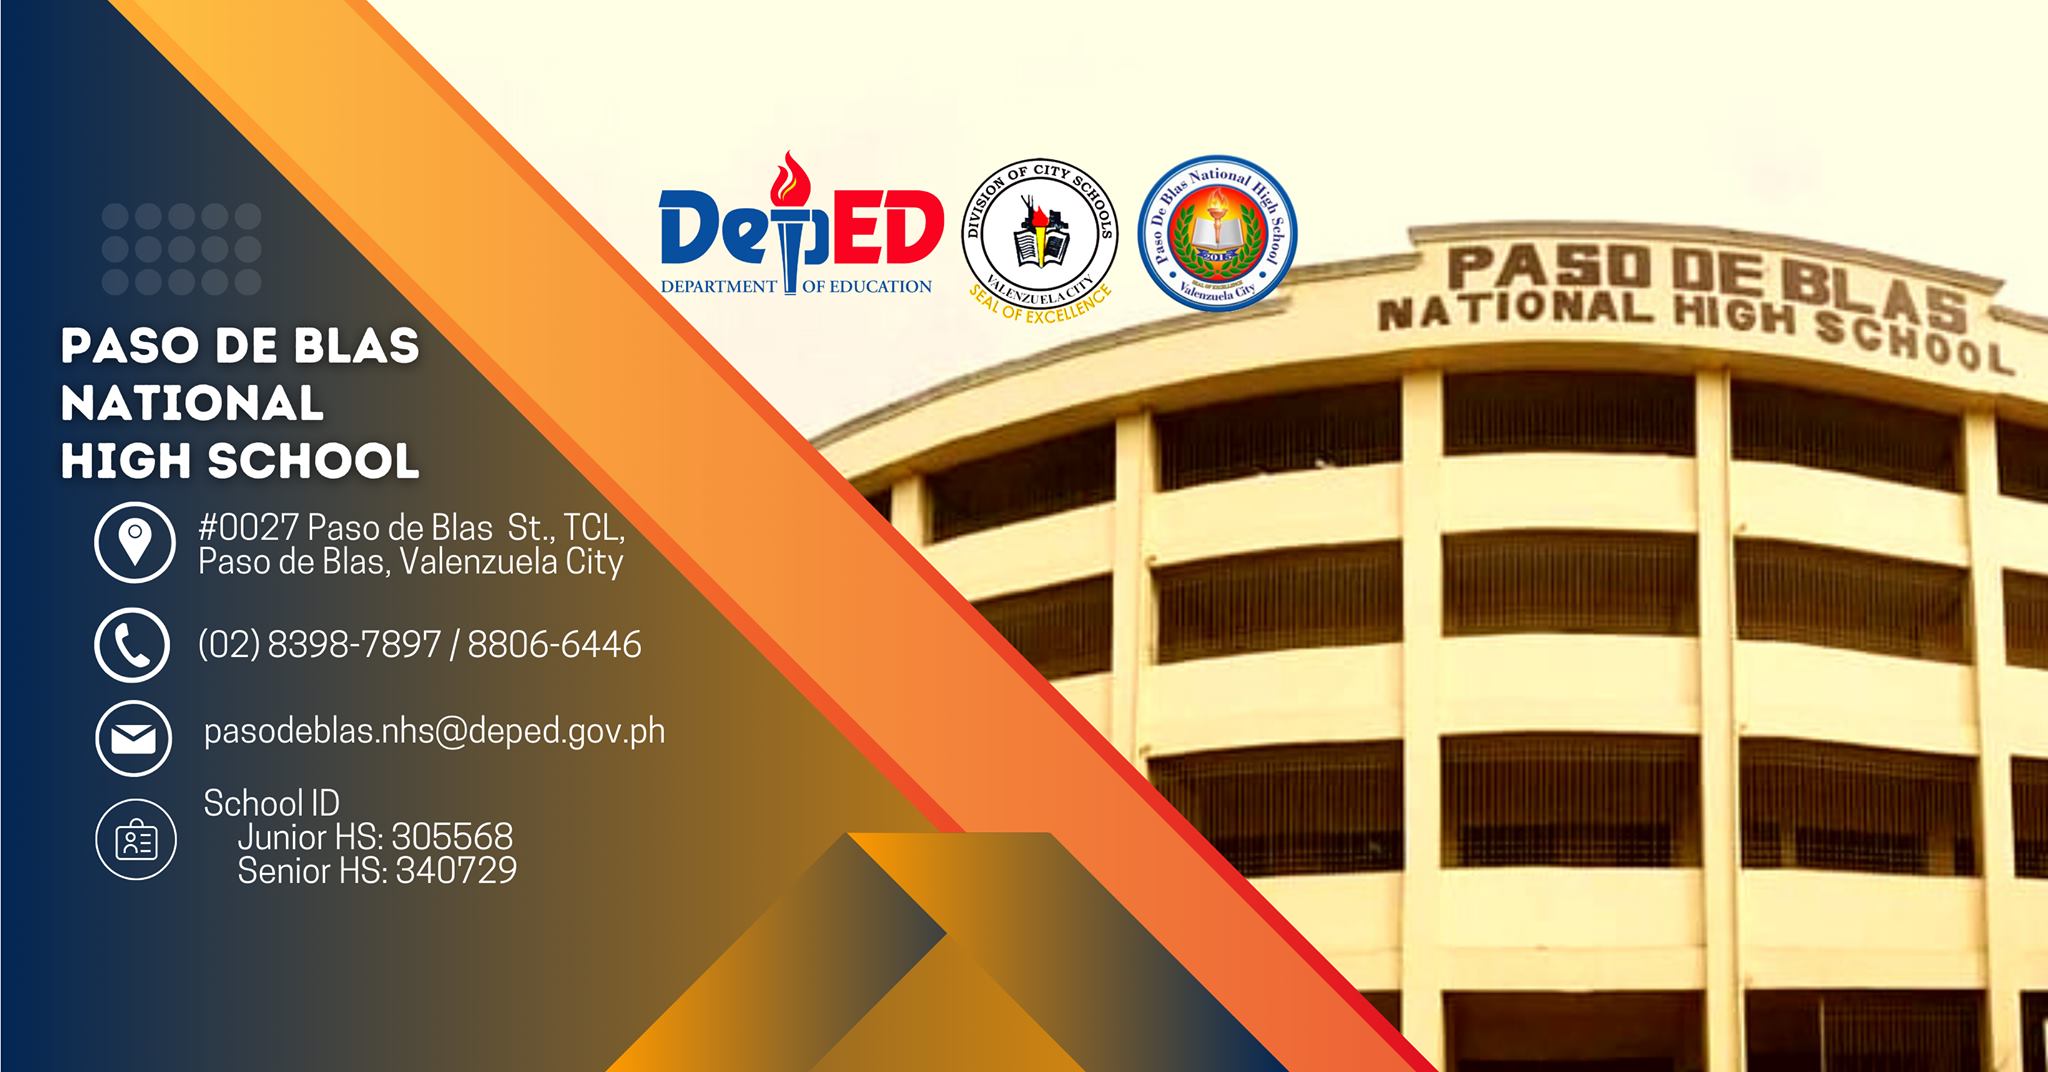 PASO DE BLAS
NATIONAL
HIGH SCHOOL
#0027 Paso de Blas St., TCL,
Paso de Blas, Valenzuela City
(02) 8398-7897 / 8806-6446
pasodeblas.nhs@deped.gov.ph
School ID
Junior HS: 305568
Senior HS: 340729
DepED
DEPARTMENT OF EDUCATION
DIVISION OF CITY SCHOOLS
VALENZUELA CITY
SEAL OF EXCELLENCE
Paso De Blas National High School
2015
SEAL OF EXCELLENCE
Valenzuela City
PASO DE BLAS
NATIONAL HIGH SCHOOL